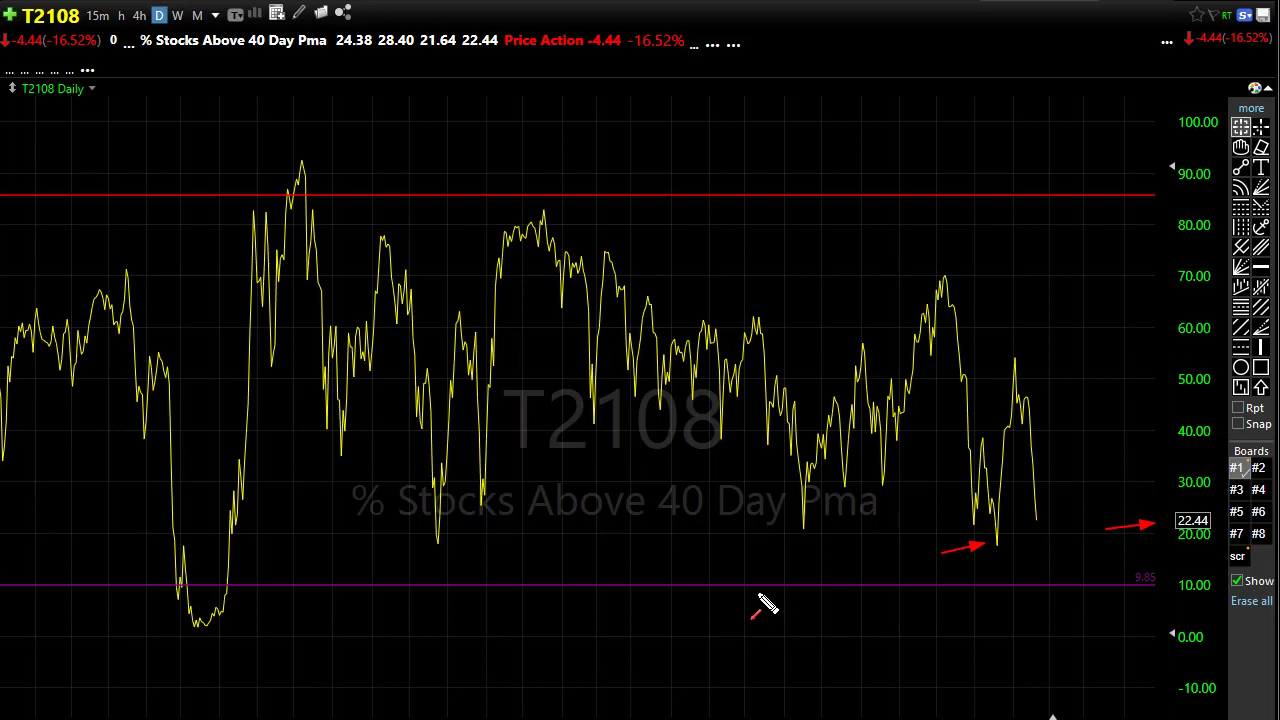 T2108 15m h 4h D W M T RT S
-4.44(-16.52%) 0 ... % Stocks Above 40 Day Pma 24.38 28.40 21.64 22.44 Price Action -4.44 -16.52% ... ... ... ... -4.44(-16.52%)
... ... ... ... ... ...
T2108 Daily
more
100.00
90.00
80.00
70.00
60.00
50.00
40.00
30.00
22.44
20.00
9.85
10.00
0.00
-10.00
T2108
% Stocks Above 40 Day Pma
T
Rpt
Snap
Boards
#1 #2
#3 #4
#5 #6
#7 #8
scr
Show
Erase all